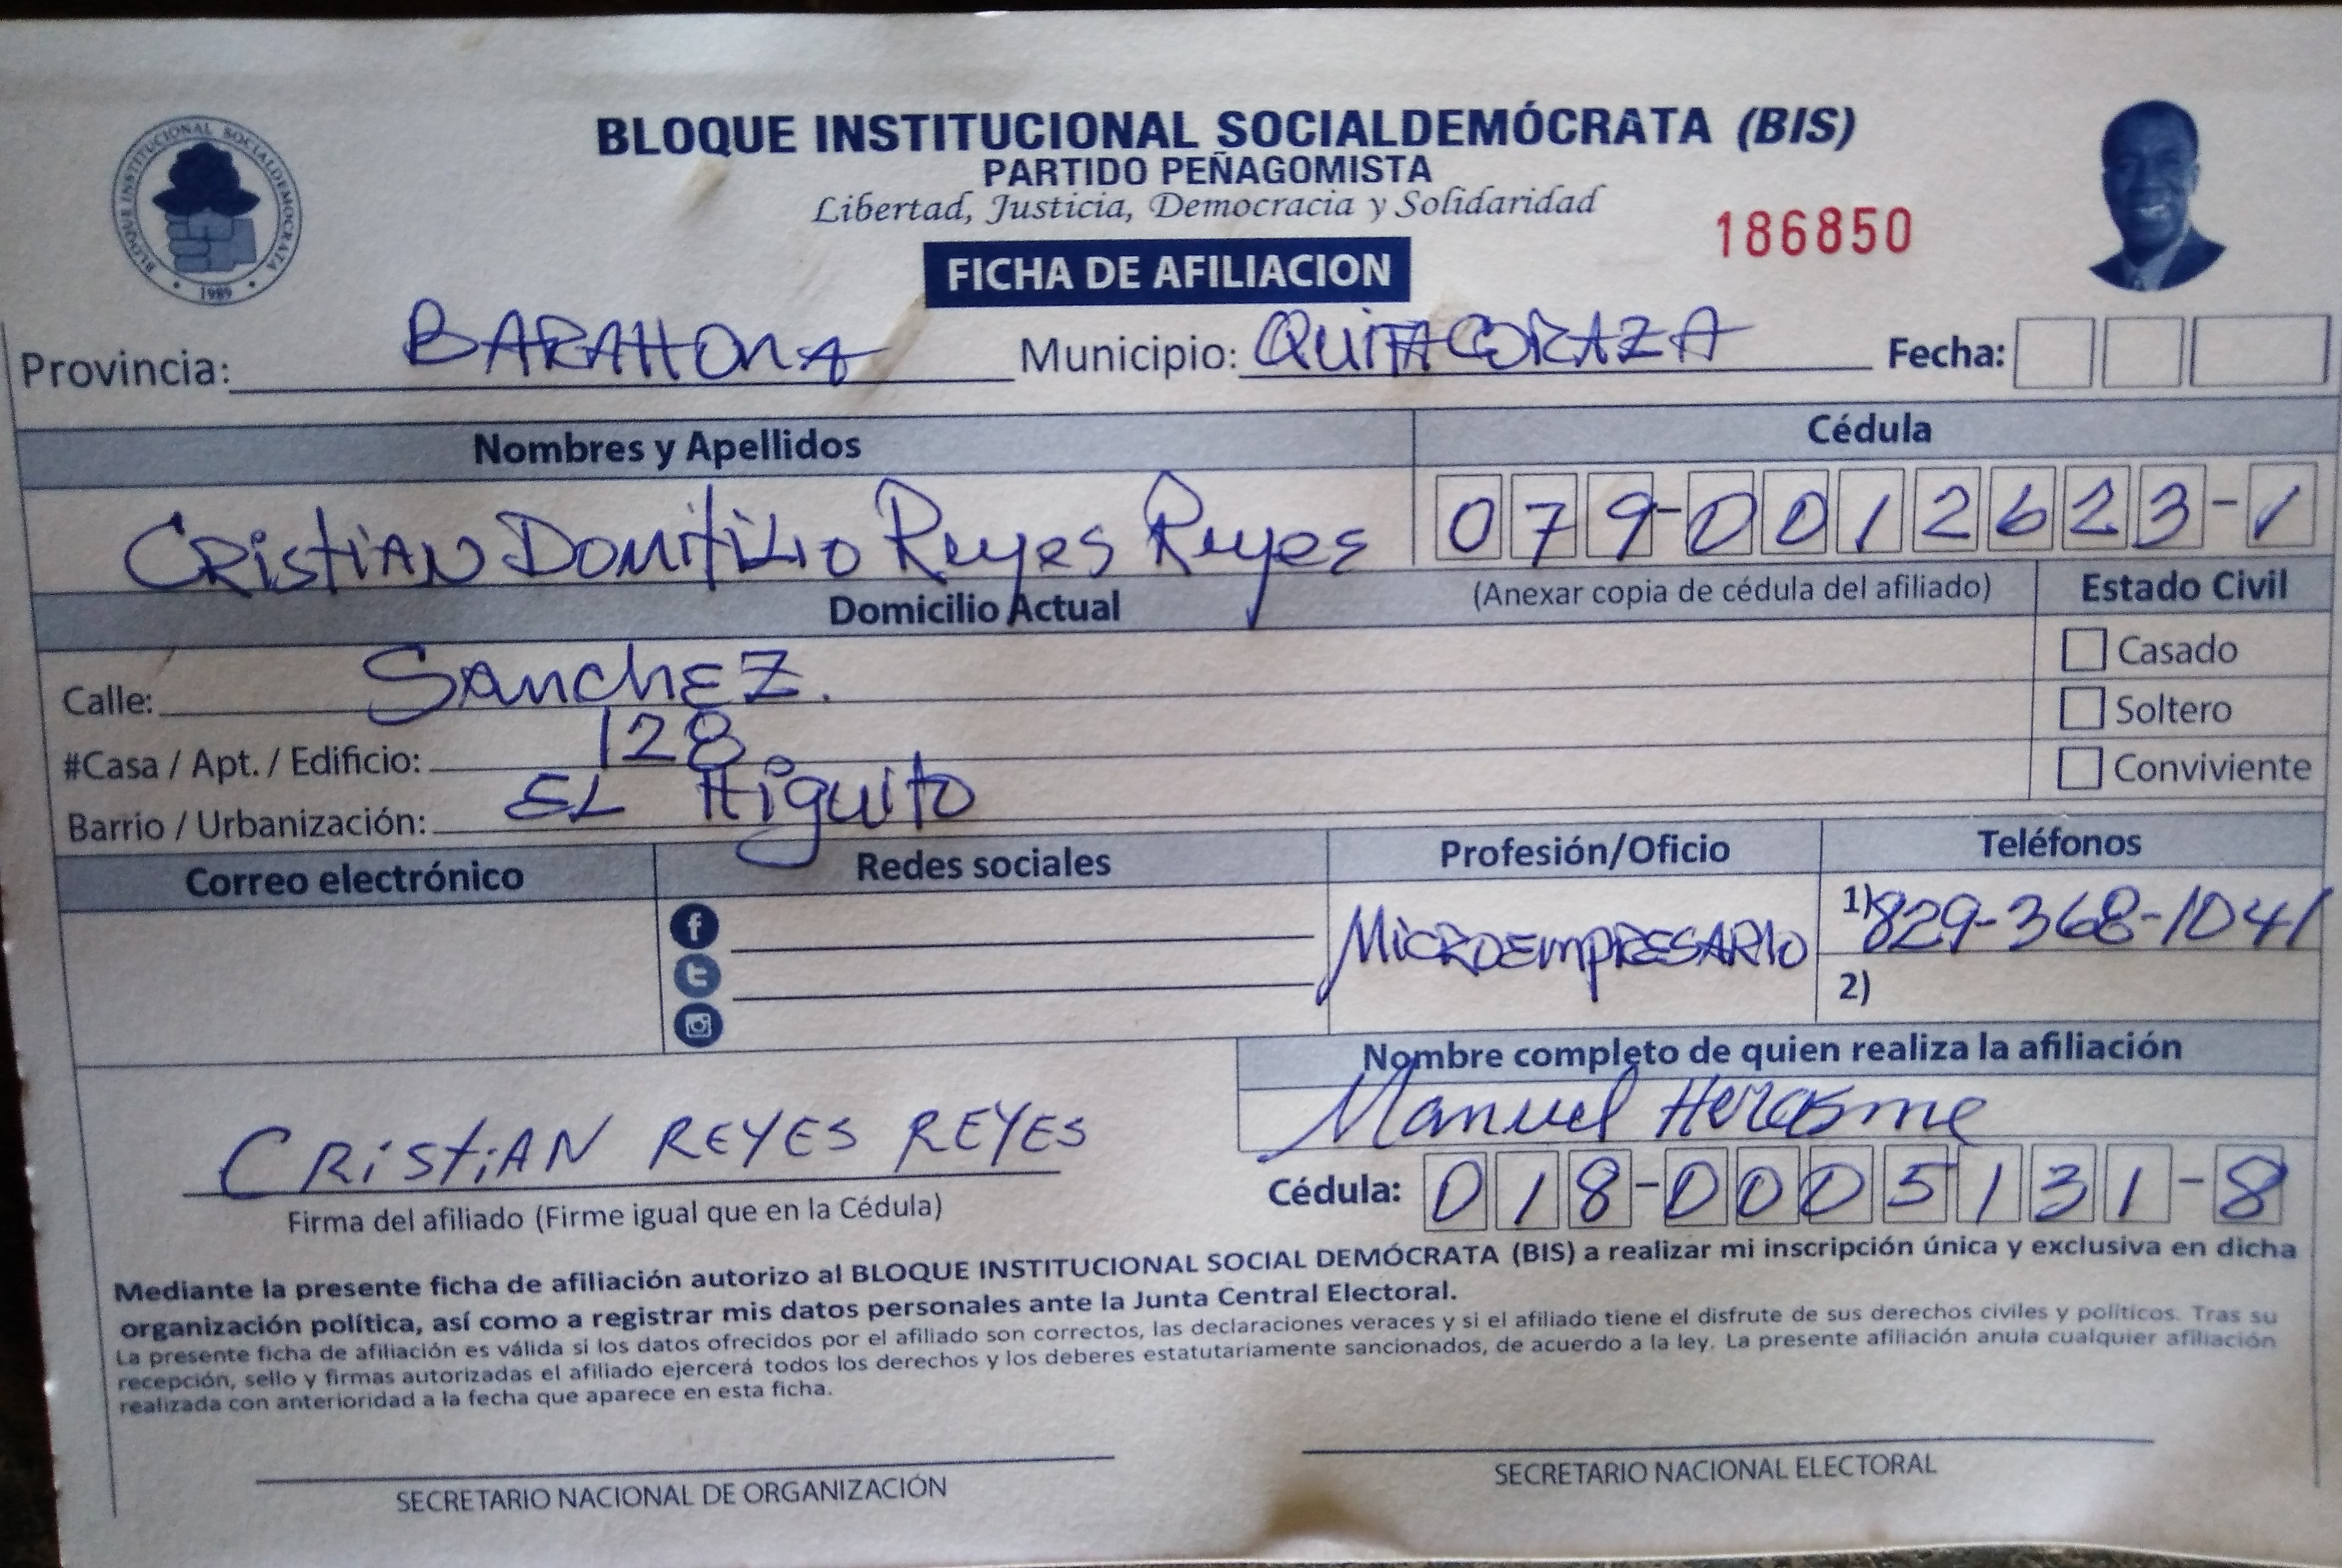 BLOQUE INSTITUCIONAL SOCIALDEMÓCRATA
1989
BLOQUE INSTITUCIONAL SOCIALDEMÓCRATA (BIS)
PARTIDO PEÑAGOMISTA
Libertad, Justicia, Democracia y Solidaridad
186850
FICHA DE AFILIACION
Provincia: BARAHONA Municipio: QUITA CORAZA Fecha:
Nombres y Apellidos Cédula
CRistiAN DomitiLio Reyes Reyes 079-0012623-1
Domicilio Actual (Anexar copia de cédula del afiliado) Estado Civil
Calle: SanchEZ. Casado
#Casa / Apt. / Edificio: 128 Soltero
Barrio / Urbanización: EL Higuito Conviviente
Correo electrónico Redes sociales Profesión/Oficio Teléfonos
MicROEmpRESARIO 1) 829-368-1041
2)
Nombre completo de quien realiza la afiliación
Manuel Herasme
CRistiAN REYES REYES
Cédula: 018-0005131-8
Firma del afiliado (Firme igual que en la Cédula)
Mediante la presente ficha de afiliación autorizo al BLOQUE INSTITUCIONAL SOCIAL DEMÓCRATA (BIS) a realizar mi inscripción única y exclusiva en dicha
organización política, así como a registrar mis datos personales ante la Junta Central Electoral.
La presente ficha de afiliación es válida si los datos ofrecidos por el afiliado son correctos, las declaraciones veraces y si el afiliado tiene el disfrute de sus derechos civiles y políticos. Tras su
recepción, sello y firmas autorizadas el afiliado ejercerá todos los derechos y los deberes estatutariamente sancionados, de acuerdo a la ley. La presente afiliación anula cualquier afiliación
realizada con anterioridad a la fecha que aparece en esta ficha.
SECRETARIO NACIONAL DE ORGANIZACIÓN SECRETARIO NACIONAL ELECTORAL